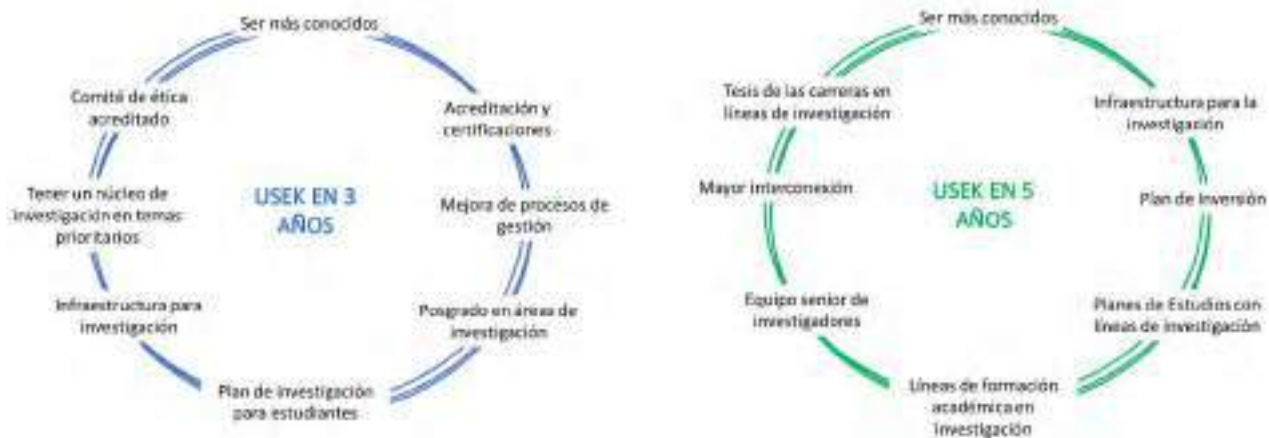 Ser más conocidos
Acreditación y
certificaciones
Mejora de procesos de
gestión
Posgrado en áreas de
investigación
Plan de investigación
para estudiantes
Infraestructura para
investigación
Tener un núcleo de
investigación en temas
prioritarios
Comité de ética
acreditado
USEK EN 3
AÑOS
Ser más conocidos
Infraestructura para la
investigación
Plan de Inversión
Planes de Estudios con
líneas de investigación
Líneas de formación
académica en
Investigación
Equipo senior de
investigadores
Mayor interconexión
Tesis de las carreras en
líneas de investigación
USEK EN 5
AÑOS